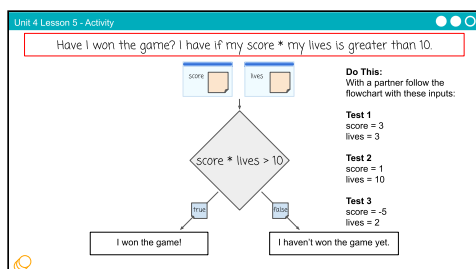 Unit 4 Lesson 5 - Activity
Have I won the game? I have if my score * my lives is greater than 10.
score
lives
score * lives > 10
true
false
I won the game!
I haven't won the game yet.
Do This:
With a partner follow the
flowchart with these inputs:
Test 1
score = 3
lives = 3
Test 2
score = 1
lives = 10
Test 3
score = -5
lives = 2